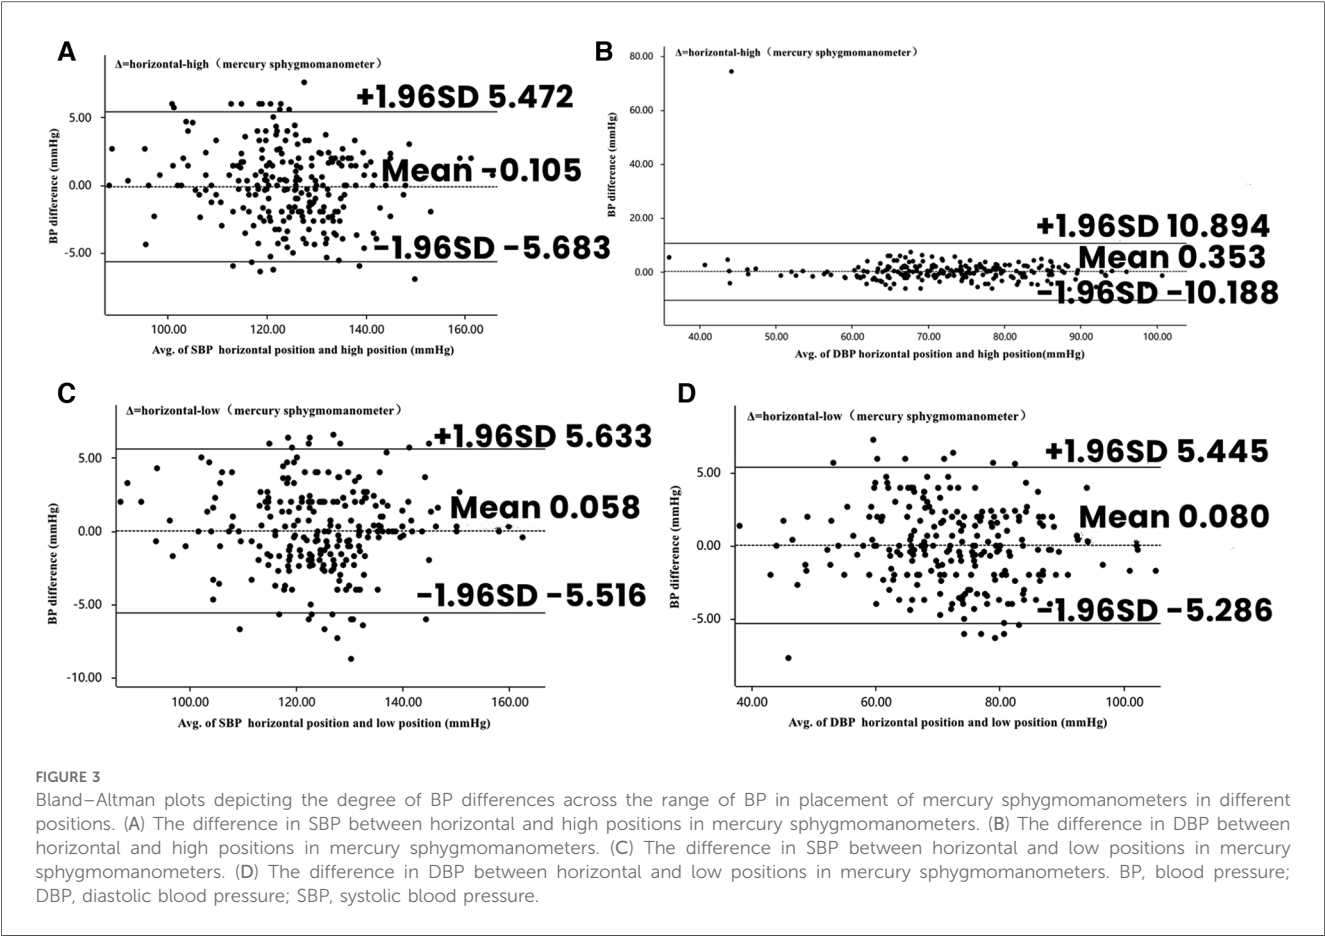 A
Δ=horizontal-high（mercury sphygmomanometer）
+1.96SD 5.472
Mean -0.105
-1.96SD -5.683
5.00
0.00
-5.00
BP difference (mmHg)
100.00 120.00 140.00 160.00
Avg. of SBP horizontal position and high position (mmHg)
B
Δ=horizontal-high（mercury sphygmomanometer）
80.00
60.00
40.00
20.00
0.00
BP difference (mmHg)
+1.96SD 10.894
Mean 0.353
-1.96SD -10.188
40.00 50.00 60.00 70.00 80.00 90.00 100.00
Avg. of DBP horizontal position and high position(mmHg)
C
Δ=horizontal-low（mercury sphygmomanometer）
+1.96SD 5.633
Mean 0.058
-1.96SD -5.516
5.00
0.00
-5.00
-10.00
BP difference (mmHg)
100.00 120.00 140.00 160.00
Avg. of SBP horizontal position and low position (mmHg)
D
Δ=horizontal-low（mercury sphygmomanometer）
+1.96SD 5.445
Mean 0.080
-1.96SD -5.286
5.00
0.00
-5.00
BP difference (mmHg)
40.00 60.00 80.00 100.00
Avg. of DBP horizontal position and low position (mmHg)
FIGURE 3
Bland–Altman plots depicting the degree of BP differences across the range of BP in placement of mercury sphygmomanometers in different
positions. (A) The difference in SBP between horizontal and high positions in mercury sphygmomanometers. (B) The difference in DBP between
horizontal and high positions in mercury sphygmomanometers. (C) The difference in SBP between horizontal and low positions in mercury
sphygmomanometers. (D) The difference in DBP between horizontal and low positions in mercury sphygmomanometers. BP, blood pressure;
DBP, diastolic blood pressure; SBP, systolic blood pressure.